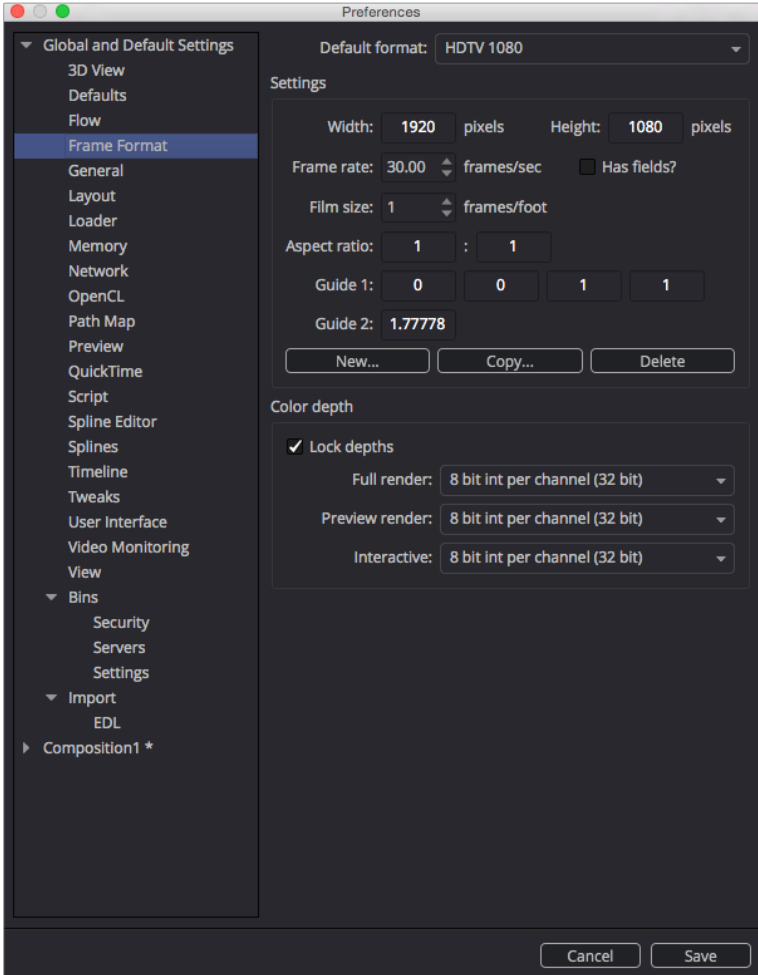 Preferences
Global and Default Settings
3D View
Defaults
Flow
Frame Format
General
Layout
Loader
Memory
Network
OpenCL
Path Map
Preview
QuickTime
Script
Spline Editor
Splines
Timeline
Tweaks
User Interface
Video Monitoring
View
Bins
Security
Servers
Settings
Import
EDL
Composition1 *
Default format: HDTV 1080
Settings
Width: 1920 pixels Height: 1080 pixels
Frame rate: 30.00 frames/sec Has fields?
Film size: 1 frames/foot
Aspect ratio: 1 : 1
Guide 1: 0 0 1 1
Guide 2: 1.77778
New... Copy... Delete
Color depth
Lock depths
Full render: 8 bit int per channel (32 bit)
Preview render: 8 bit int per channel (32 bit)
Interactive: 8 bit int per channel (32 bit)
Cancel Save